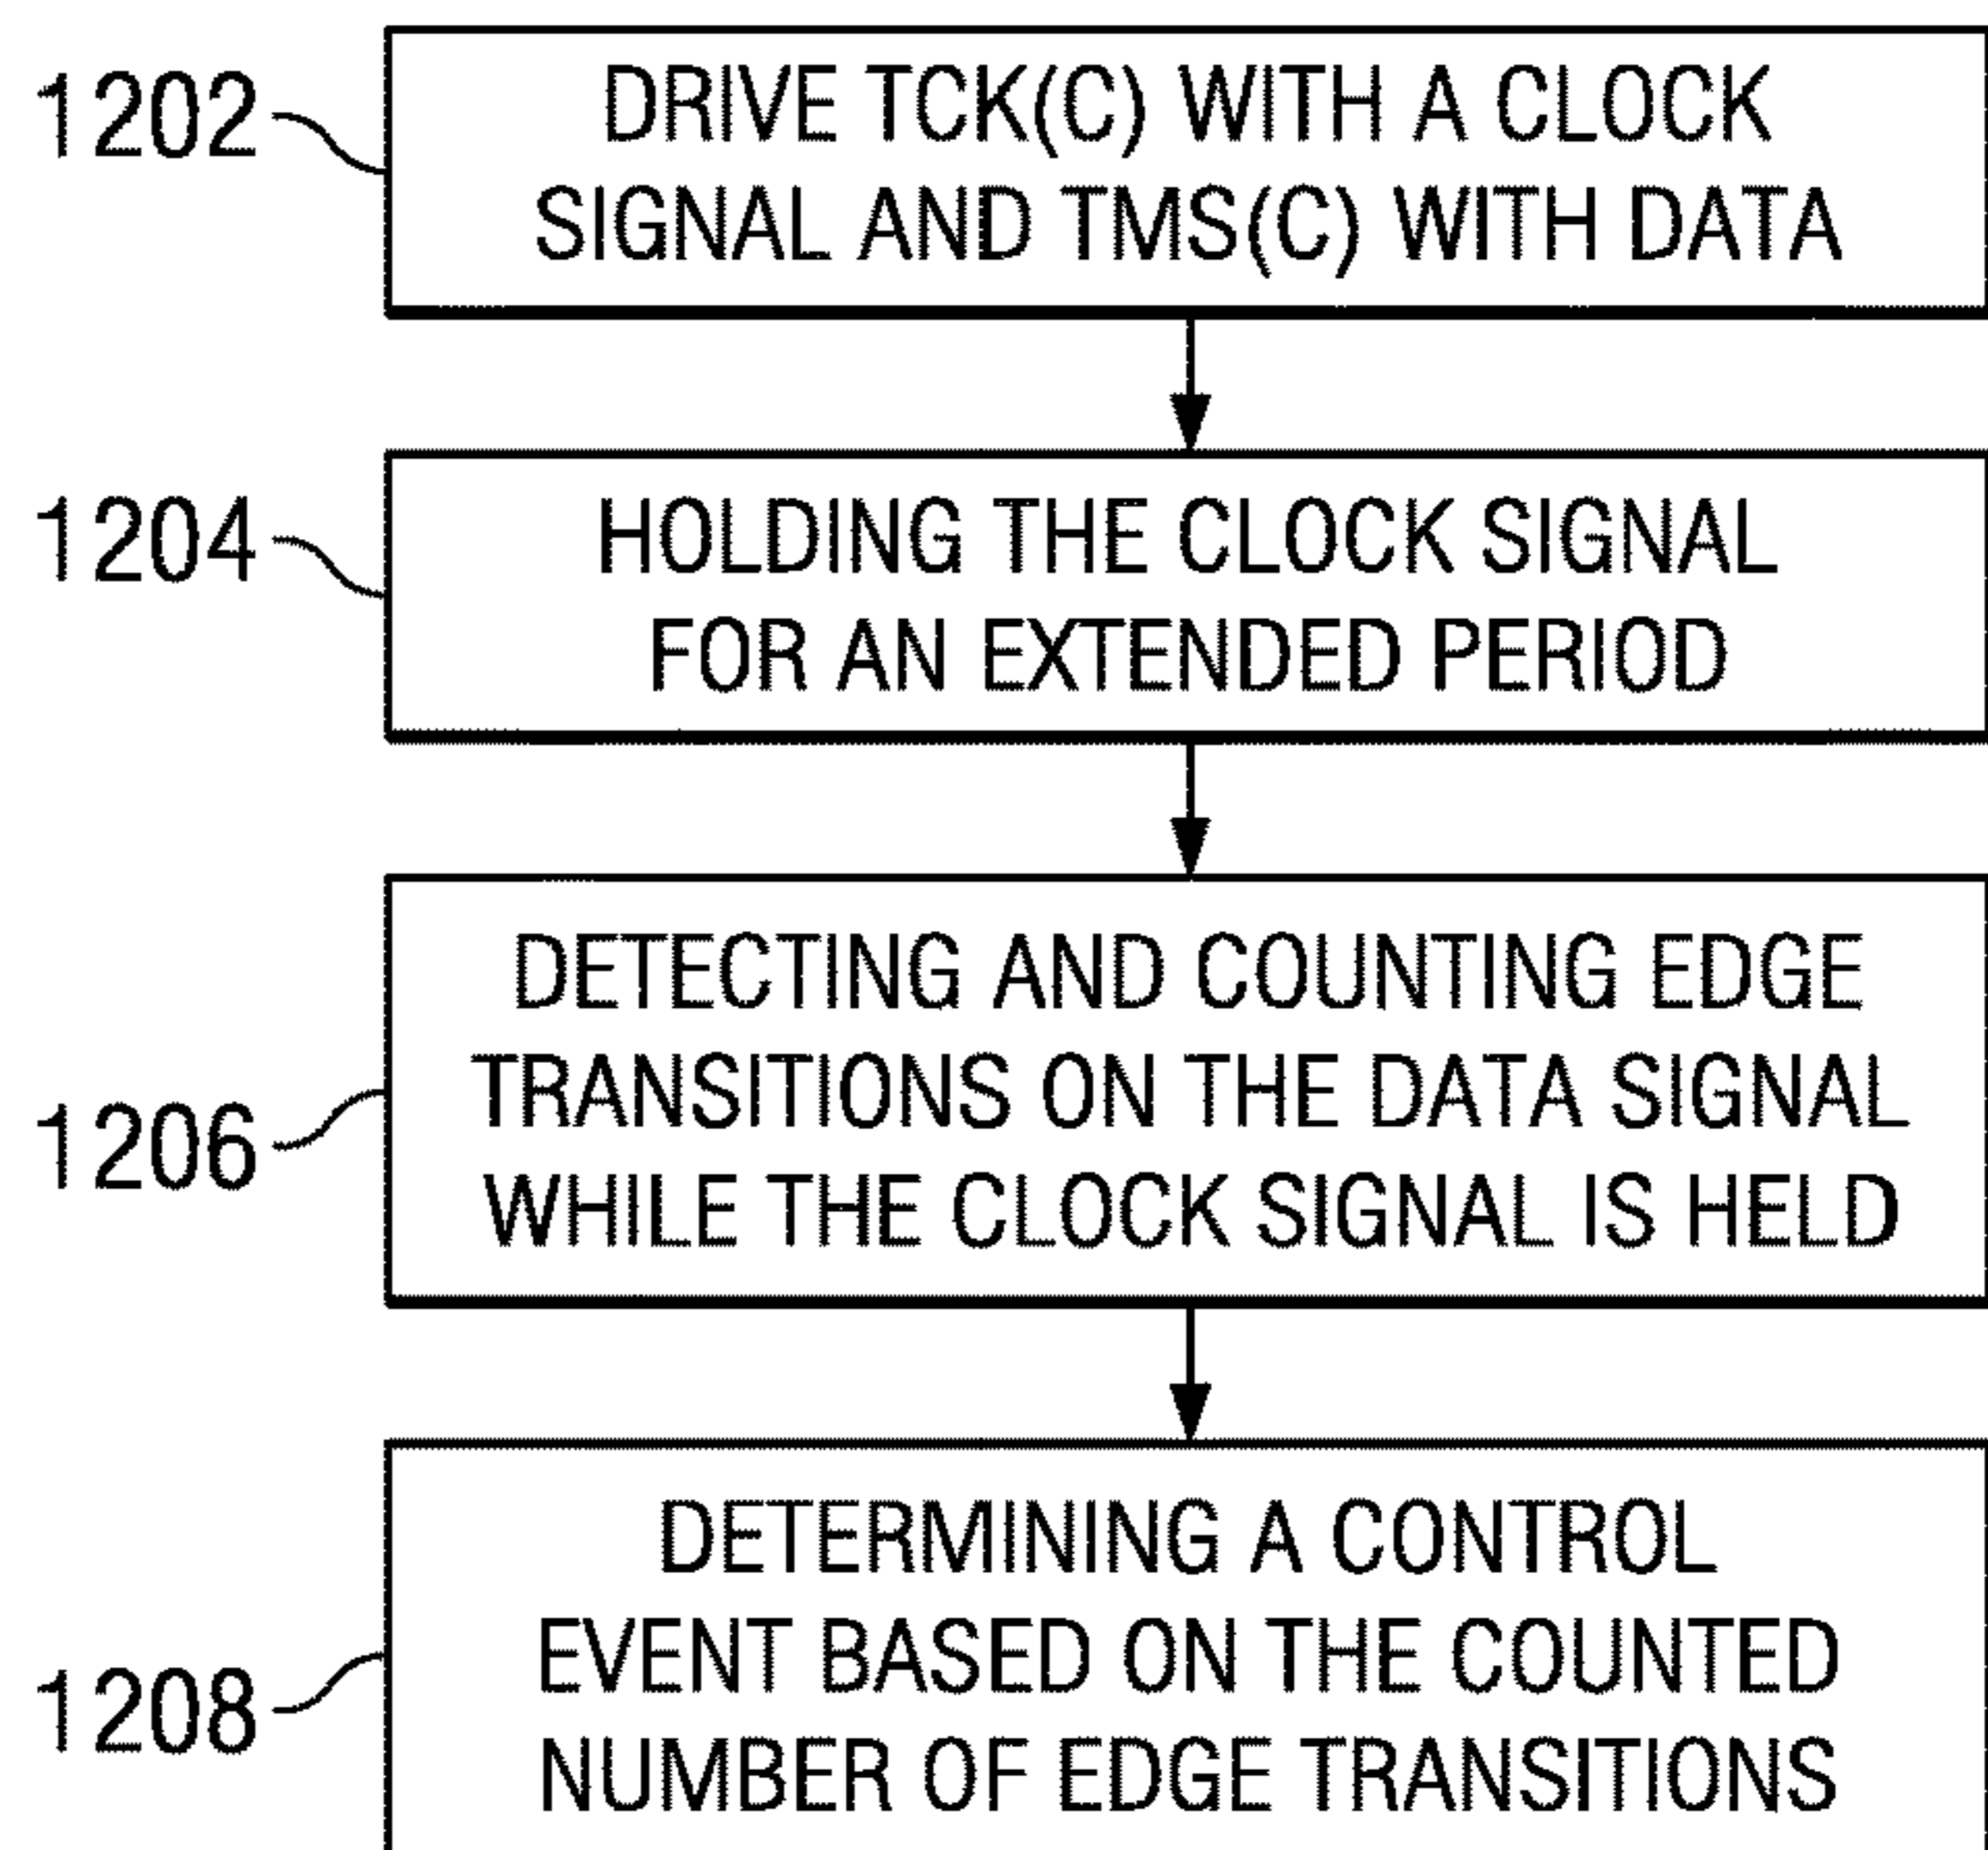 1202
DRIVE TCK(C) WITH A CLOCK
SIGNAL AND TMS(C) WITH DATA
1204
HOLDING THE CLOCK SIGNAL
FOR AN EXTENDED PERIOD
1206
DETECTING AND COUNTING EDGE
TRANSITIONS ON THE DATA SIGNAL
WHILE THE CLOCK SIGNAL IS HELD
1208
DETERMINING A CONTROL
EVENT BASED ON THE COUNTED
NUMBER OF EDGE TRANSITIONS